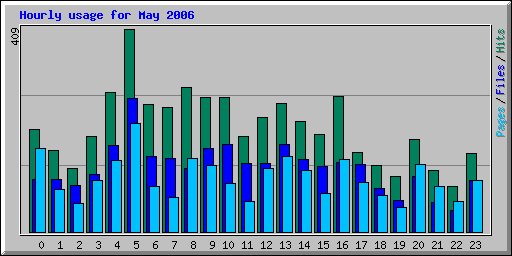 Hourly usage for May 2006
409
Pages/Files/Hits
0 1 2 3 4 5 6 7 8 9 10 11 12 13 14 15 16 17 18 19 20 21 22 23